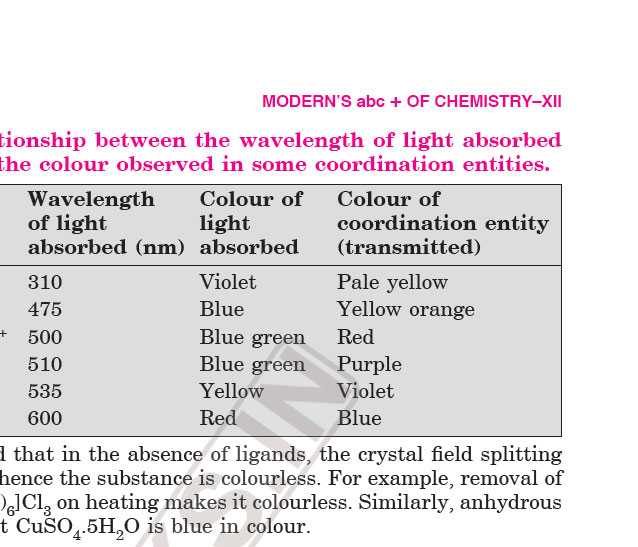 MODERN'S abc + OF CHEMISTRY–XII
tionship between the wavelength of light absorbed
the colour observed in some coordination entities.
Wavelength of light absorbed (nm) Colour of light absorbed Colour of coordination entity (transmitted)
310 Violet Pale yellow
475 Blue Yellow orange
+ 500 Blue green Red
510 Blue green Purple
535 Yellow Violet
600 Red Blue
d that in the absence of ligands, the crystal field splitting
hence the substance is colourless. For example, removal of
)₆]Cl₃ on heating makes it colourless. Similarly, anhydrous
t CuSO₄.5H₂O is blue in colour.